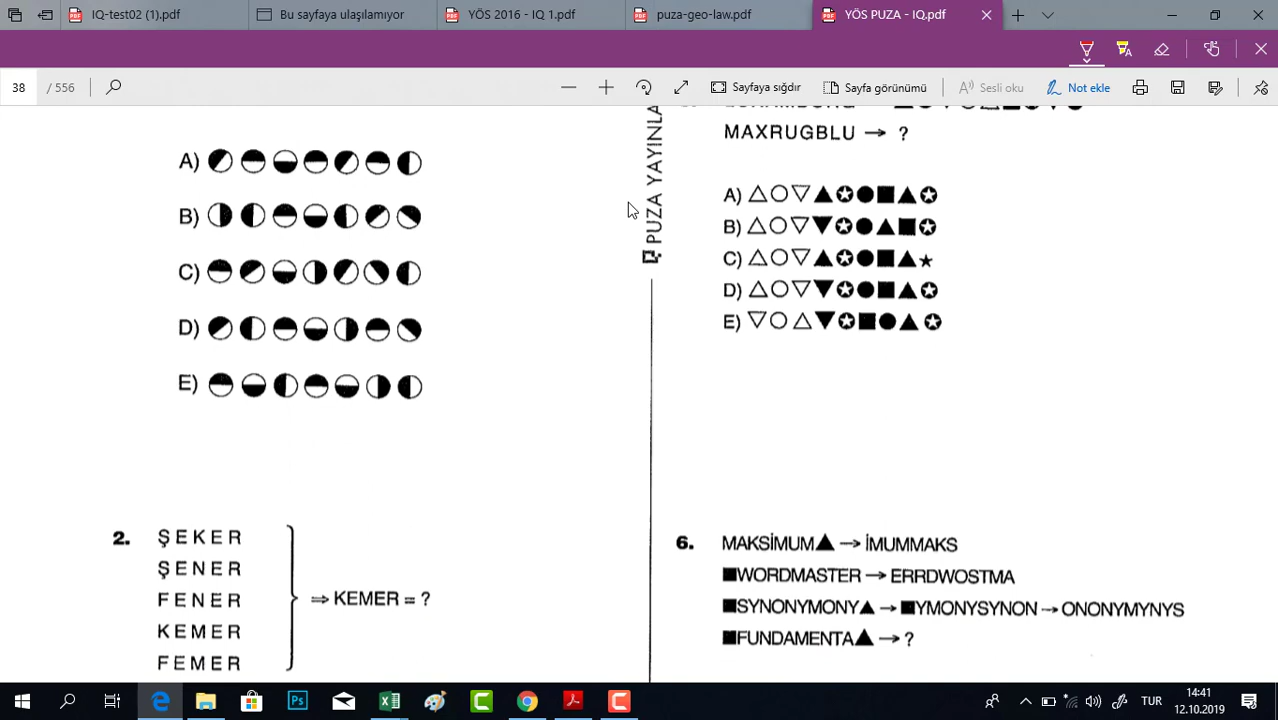 IQ-test02 (1).pdf
Bu sayfaya ulaşılamıyor
YÖS 2016 - IQ 1.pdf
puza-geo-law.pdf
YÖS PUZA - IQ.pdf
38 / 556
Sayfaya sığdır
Sayfa görünümü
Sesli oku
Not ekle
A)
B)
C)
D)
E)
2. ŞEKER
ŞENER
FENER
KEMER
FEMER
⇒ KEMER = ?
PUZA YAYINLA
MAXRUGBLU → ?
A) △○▽▲✪●■▲✪
B) △○▽▼✪●▲■✪
C) △○▽▲✪●■▲★
D) △○▽▼✪●■▲✪
E) ▽○△▼✪■●▲✪
6. MAKSİMUM▲ → İMUMMAKS
■WORDMASTER → ERRDWOSTMA
■SYNONYMONY▲ → ■YMONYSYNON → ONONYMYNYS
■FUNDAMENTA▲ → ?
TUR
14:41
12.10.2019